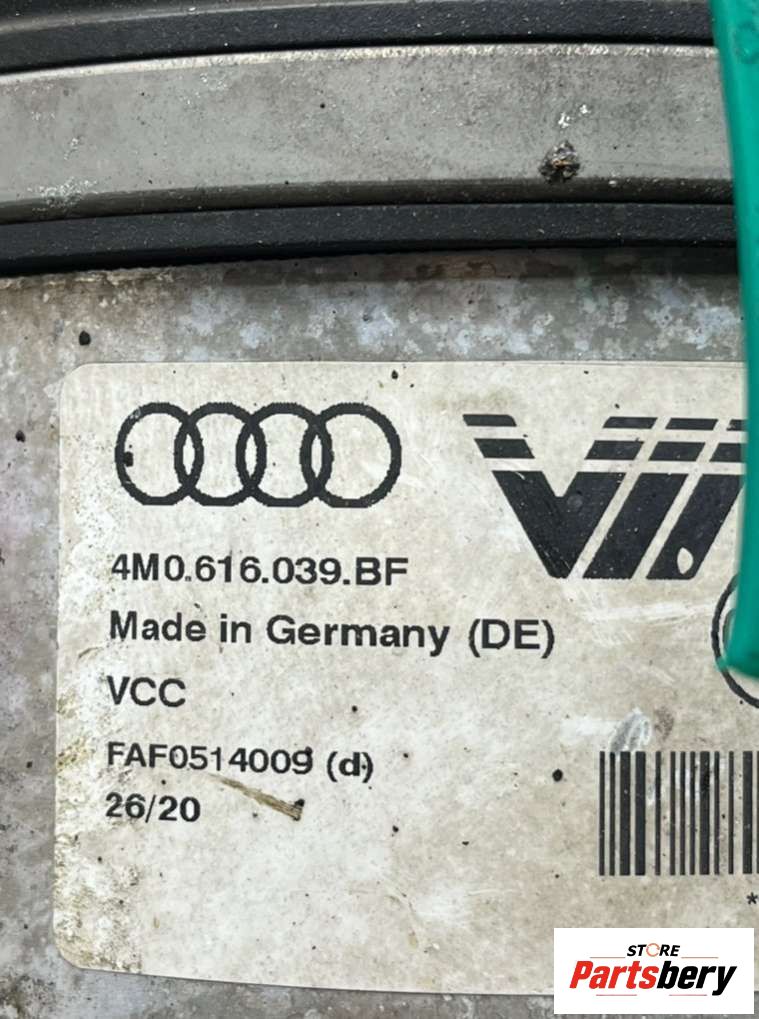 4M0.616.039.BF
Made in Germany (DE)
VCC
FAF0514009 (d)
26/20
*
STORE
Partsbery